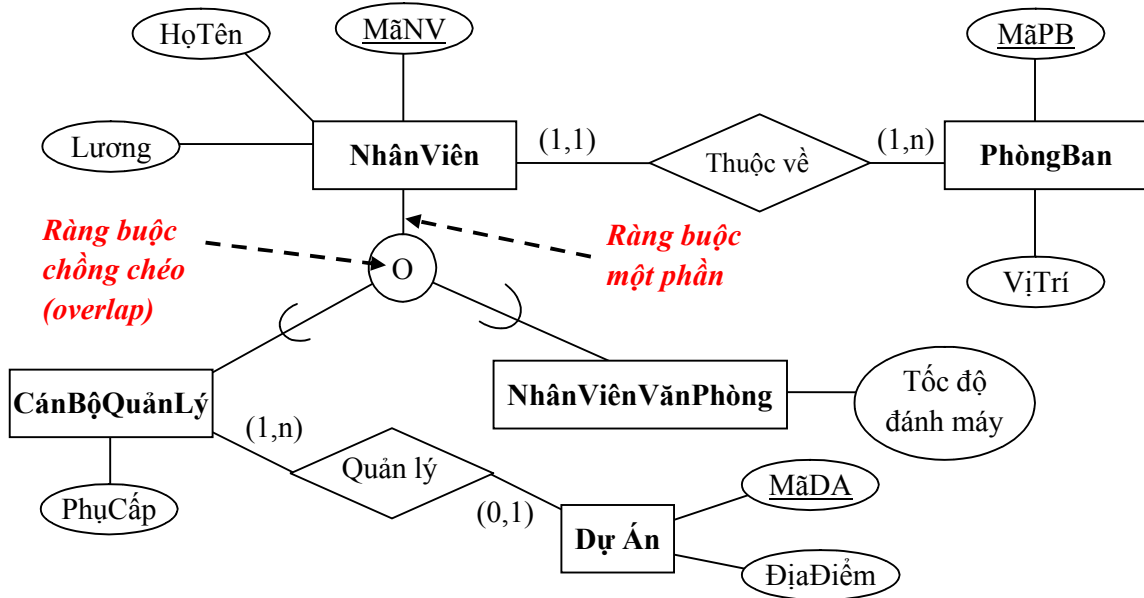 HọTên
MãNV
MãPB
Lương
NhânViên
(1,1)
Thuộc về
(1,n)
PhòngBan
Ràng buộc
chồng chéo
(overlap)
O
Ràng buộc
một phần
VịTrí
CánBộQuảnLý
NhânViênVănPhòng
Tốc độ
đánh máy
(1,n)
Quản lý
(0,1)
PhụCấp
MãDA
Dự Án
ĐịaĐiểm